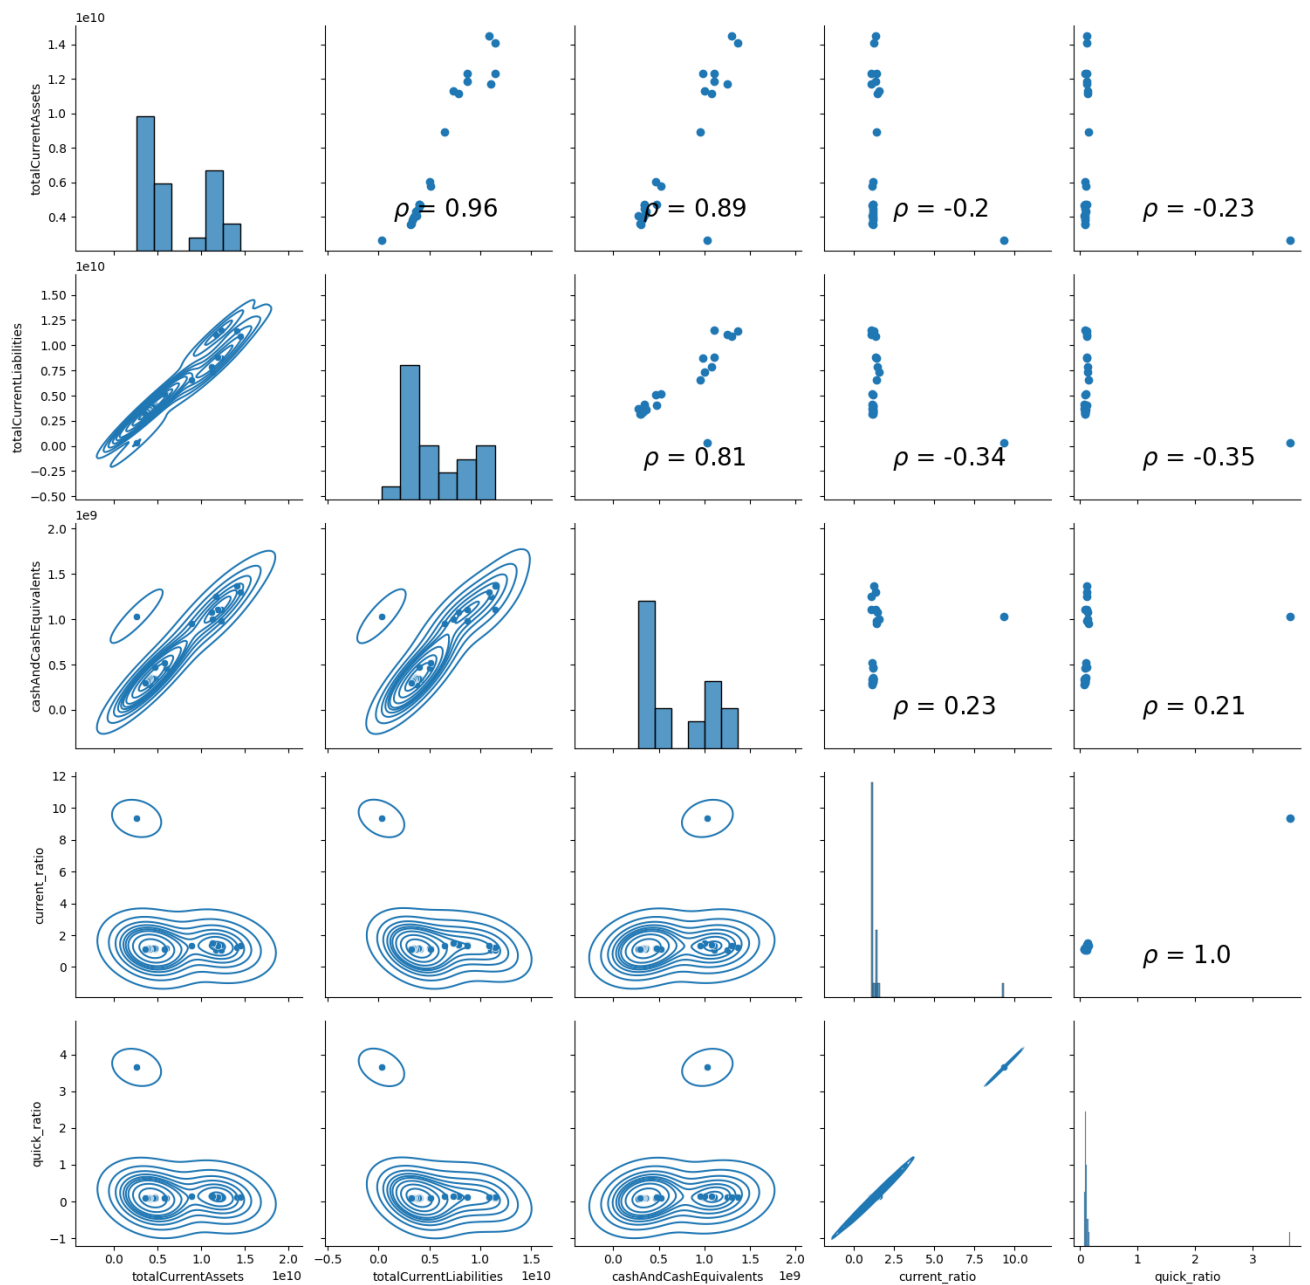 1e10
totalCurrentAssets
1.4
1.2
1.0
0.8
0.6
0.4
ρ = 0.96
ρ = 0.89
ρ = -0.2
ρ = -0.23
1e10
totalCurrentLiabilities
1.50
1.25
1.00
0.75
0.50
0.25
0.00
−0.25
−0.50
ρ = 0.81
ρ = -0.34
ρ = -0.35
1e9
cashAndCashEquivalents
2.0
1.5
1.0
0.5
0.0
ρ = 0.23
ρ = 0.21
current_ratio
12
10
8
6
4
2
0
ρ = 1.0
quick_ratio
4
3
2
1
0
−1
0.0 0.5 1.0 1.5 2.0
totalCurrentAssets 1e10
−0.5 0.0 0.5 1.0 1.5
totalCurrentLiabilities 1e10
0.0 0.5 1.0 1.5 2.0
cashAndCashEquivalents 1e9
0.0 2.5 5.0 7.5 10.0
current_ratio
0 1 2 3
quick_ratio